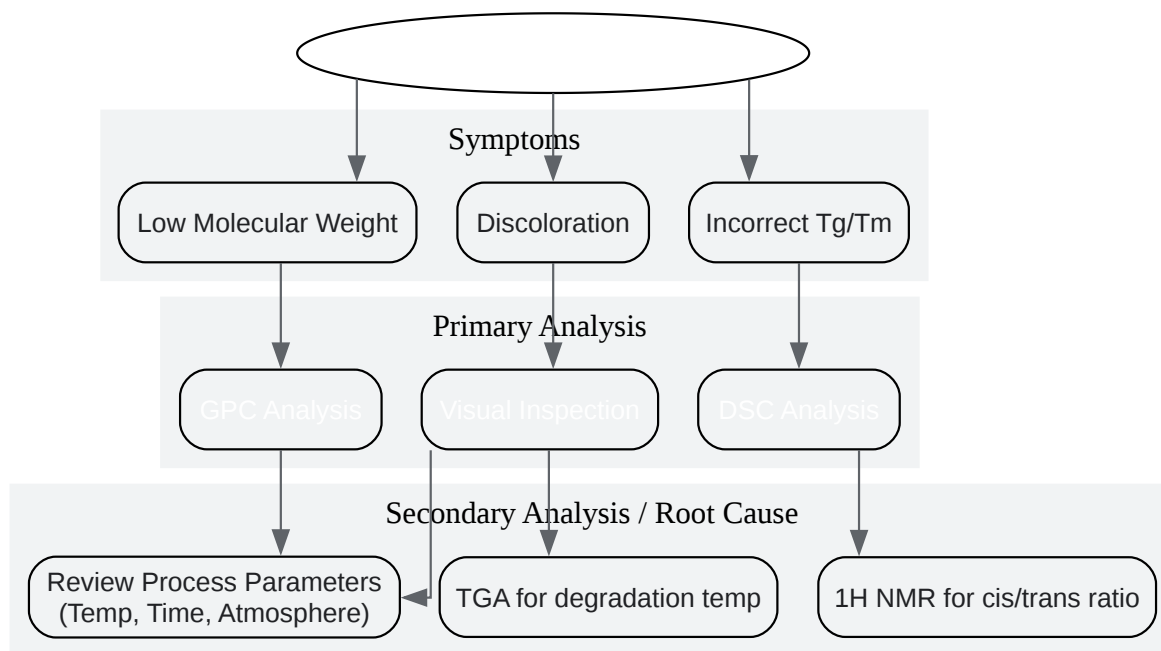 Symptoms
Low Molecular Weight
Discoloration
Incorrect Tg/Tm
Primary Analysis
GPC Analysis
Visual Inspection
DSC Analysis
Secondary Analysis / Root Cause
Review Process Parameters
(Temp, Time, Atmosphere)
TGA for degradation temp
1H NMR for cis/trans ratio